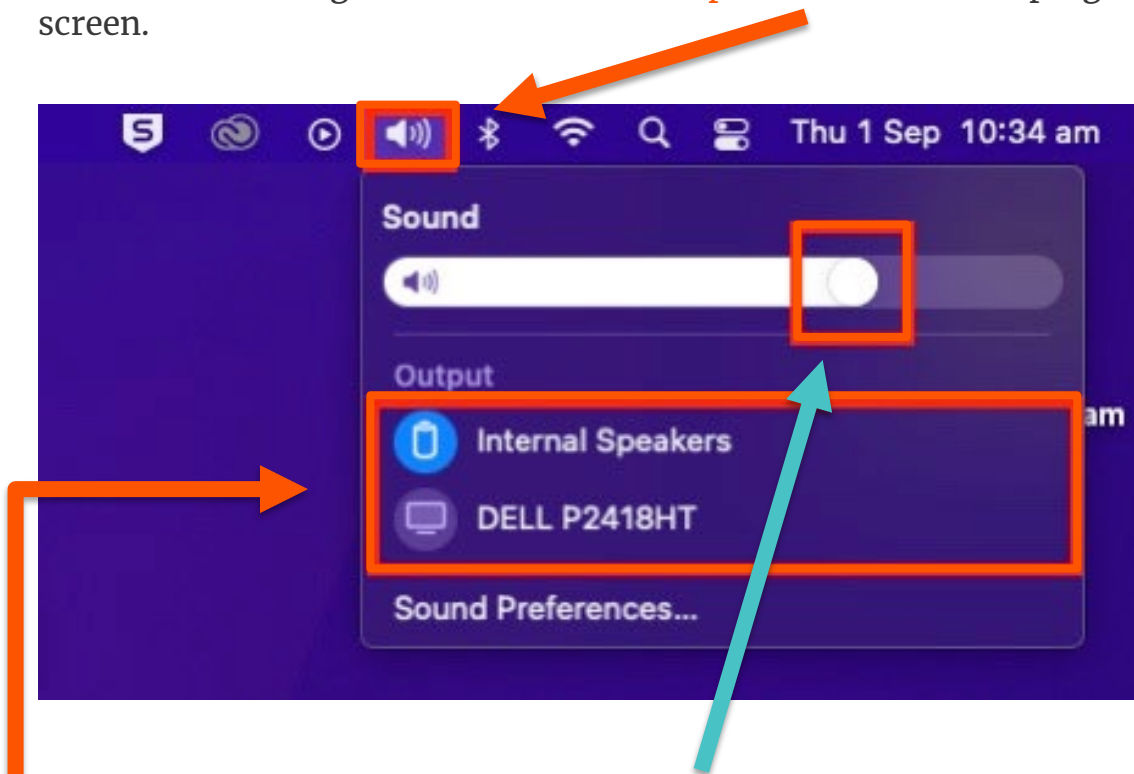 screen.
S
Thu 1 Sep 10:34 am
Sound
Output
am
Internal Speakers
DELL P2418HT
Sound Preferences...